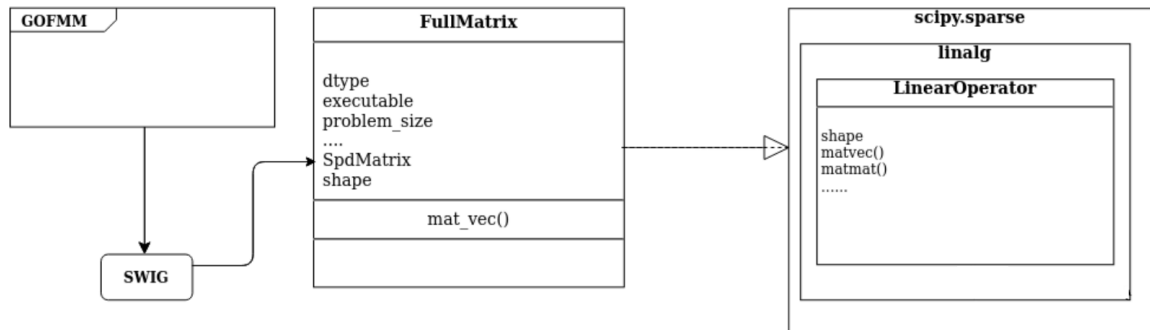 GOFMM
SWIG
FullMatrix
dtype
executable
problem_size
....
SpdMatrix
shape
mat_vec()
scipy.sparse
linalg
LinearOperator
shape
matvec()
matmat()
......